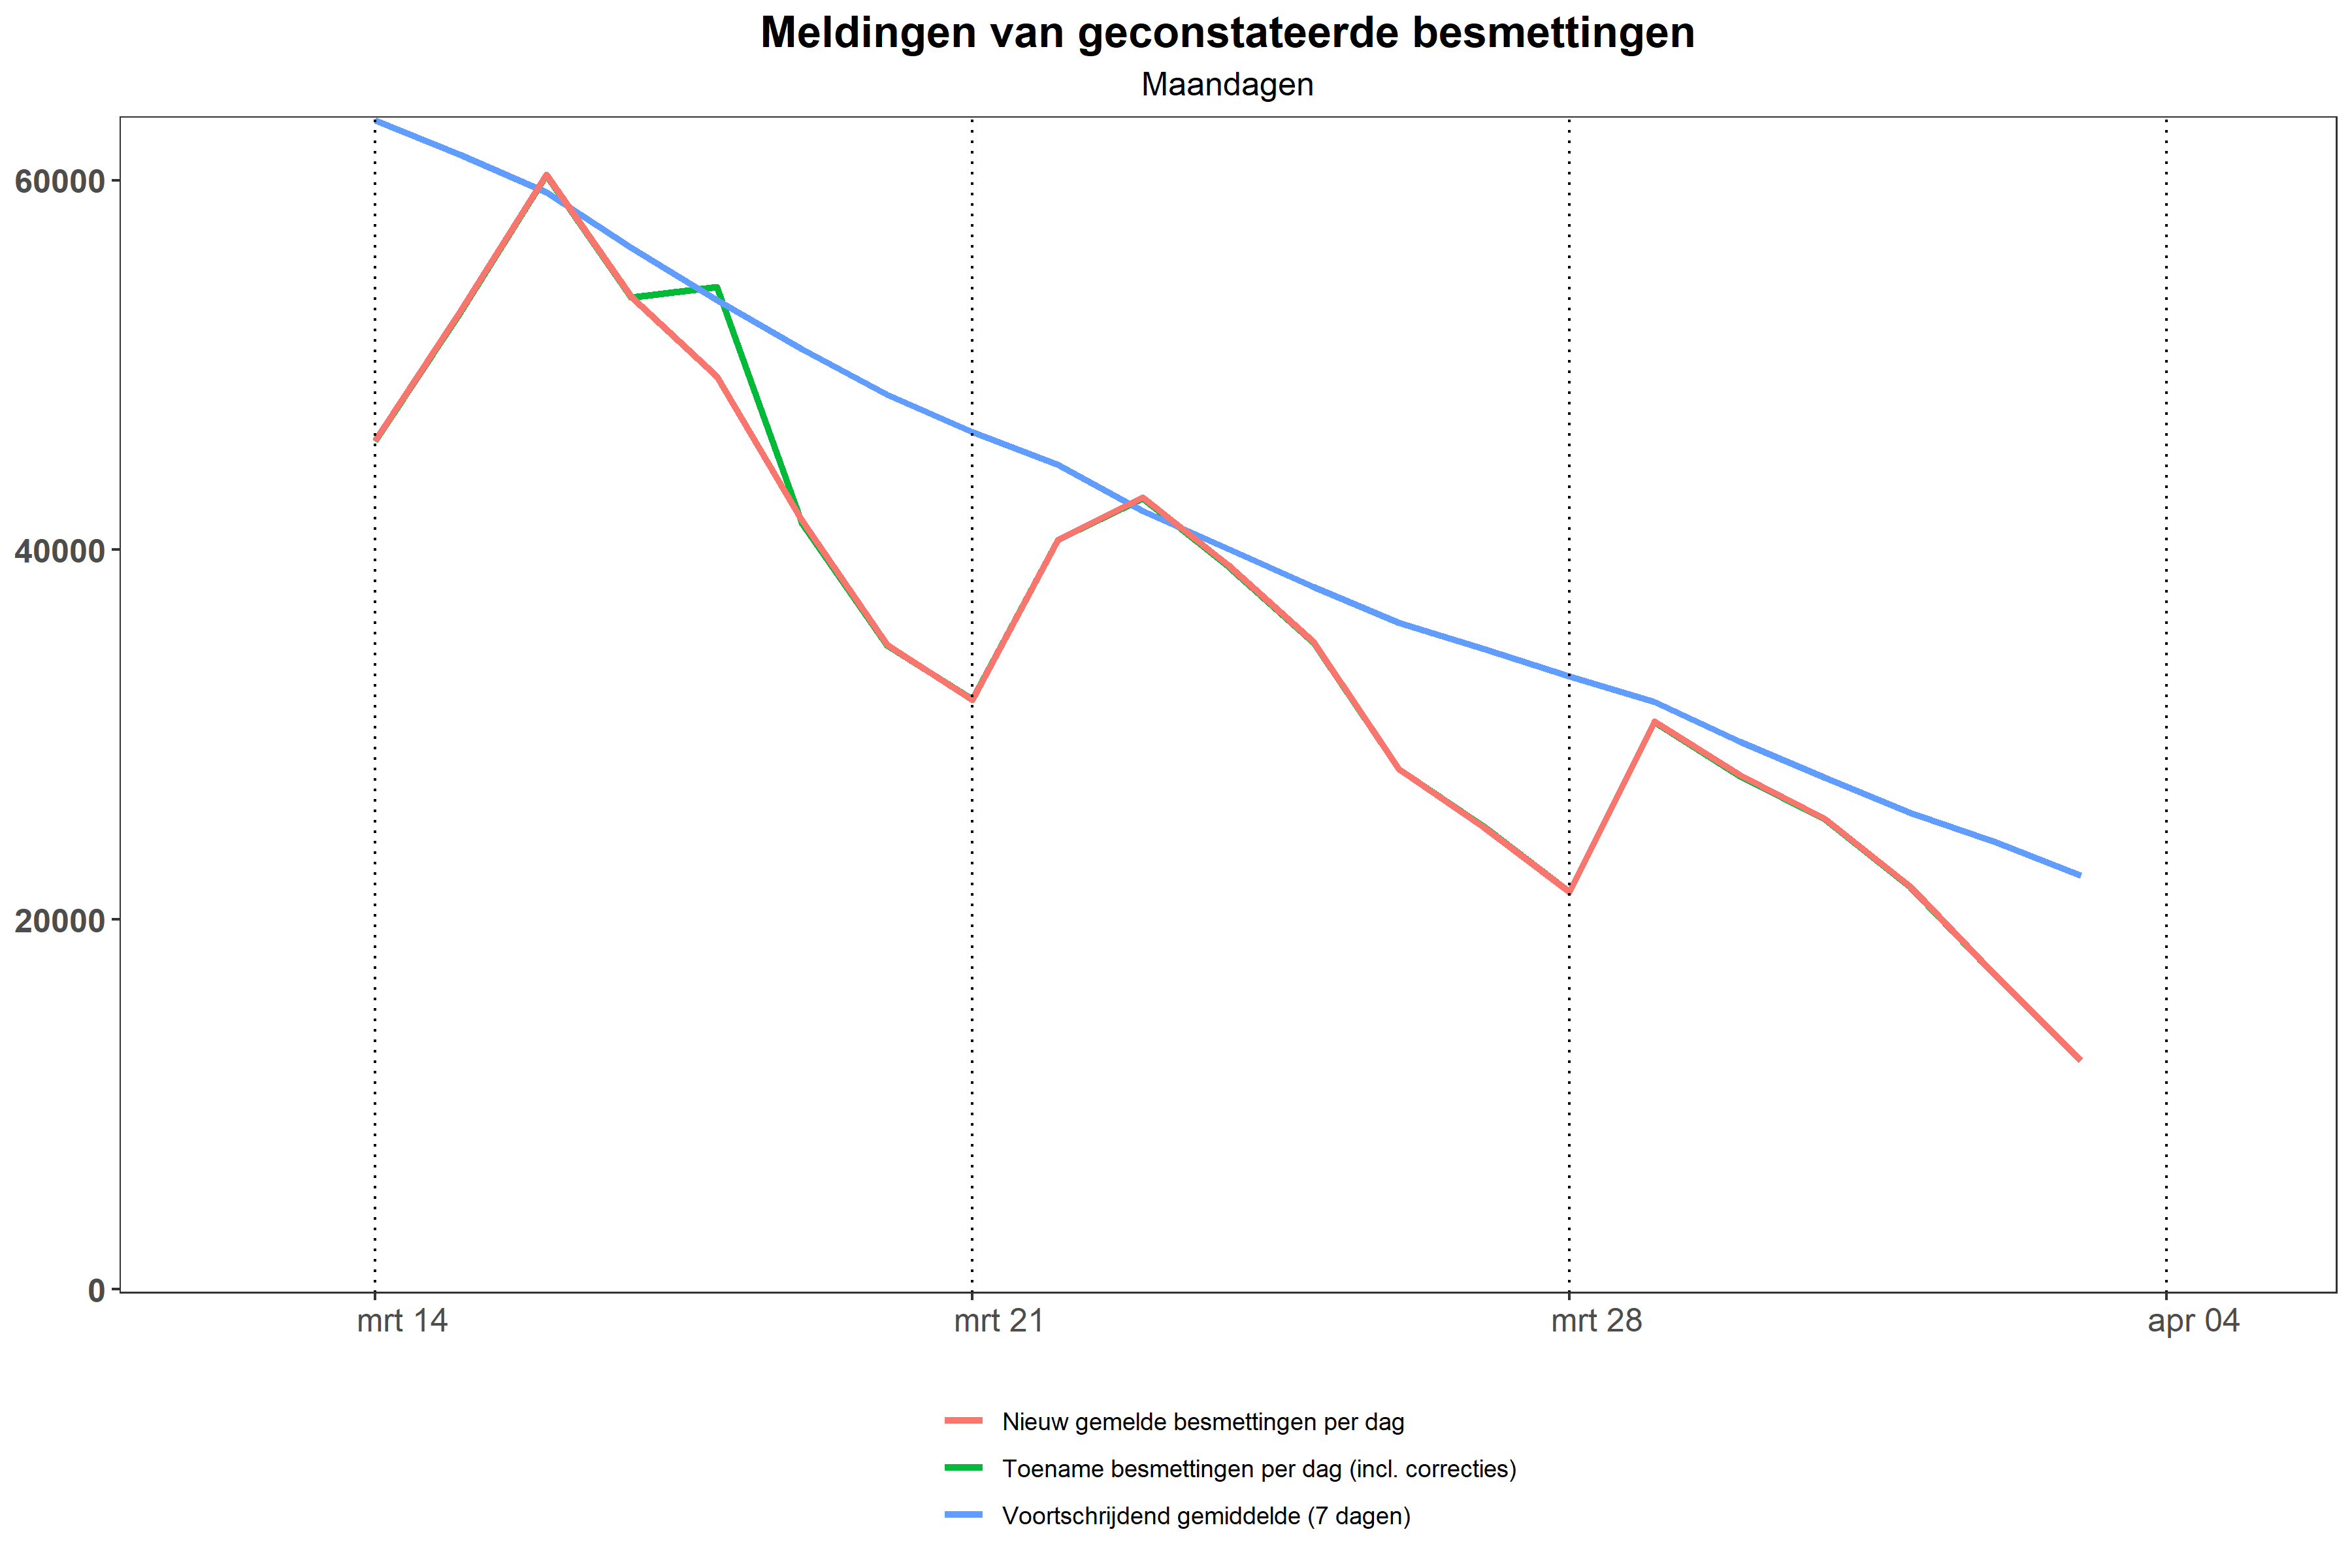 Meldingen van geconstateerde besmettingen
Maandagen
60000
40000
20000
0
mrt 14
mrt 21
mrt 28
apr 04
Nieuw gemelde besmettingen per dag
Toename besmettingen per dag (incl. correcties)
Voortschrijdend gemiddelde (7 dagen)